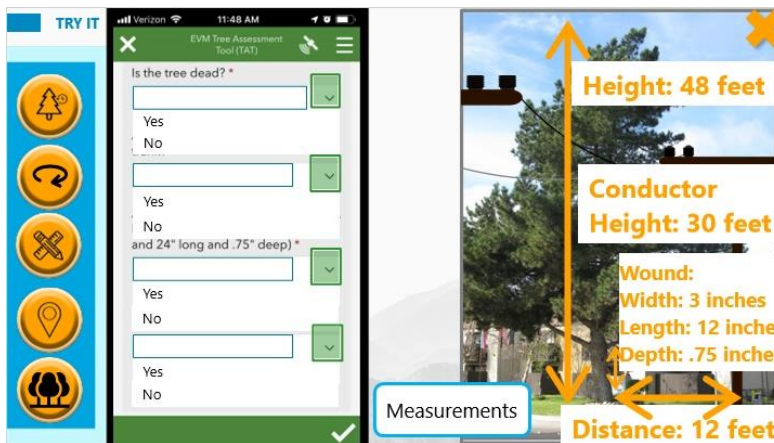 TRY IT
Verizon
11:48 AM
EVM Tree Assessment
Tool (TAT)
Is the tree dead? *
Yes
No
Yes
No
and 24" long and .75" deep) *
Yes
No
Yes
No
Measurements
Height: 48 feet
Conductor
Height: 30 feet
Wound:
Width: 3 inches
Length: 12 inche
Depth: .75 inche
Distance: 12 feet